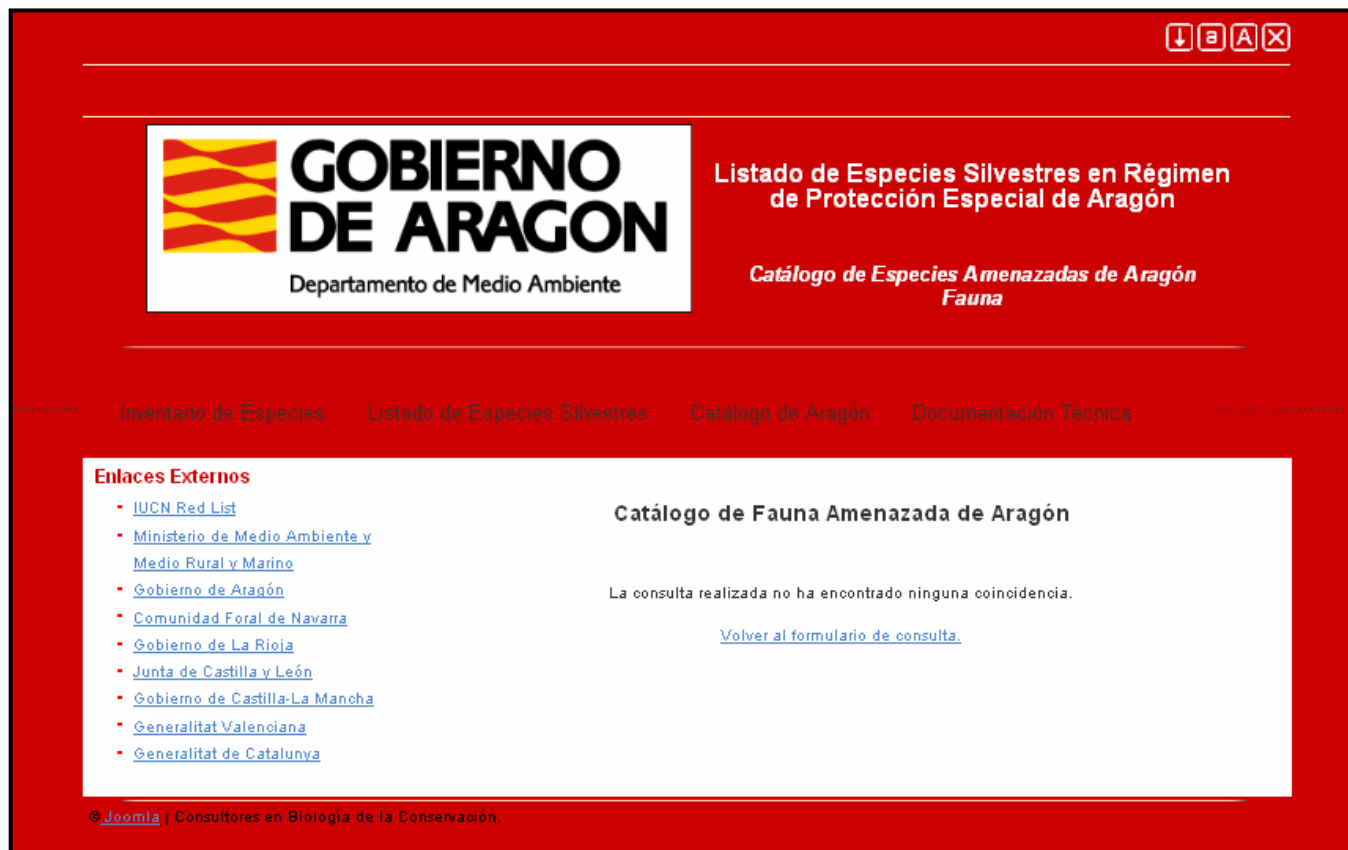 GOBIERNO
DE ARAGON
Departamento de Medio Ambiente
Listado de Especies Silvestres en Régimen
de Protección Especial de Aragón
Catálogo de Especies Amenazadas de Aragón
Fauna
Inventario de Especies Listado de Especies Silvestres Catálogo de Aragón Documentación Técnica
Enlaces Externos
IUCN Red List
Ministerio de Medio Ambiente y
Medio Rural y Marino
Gobierno de Aragón
Comunidad Foral de Navarra
Gobierno de La Rioja
Junta de Castilla y León
Gobierno de Castilla-La Mancha
Generalitat Valenciana
Generalitat de Catalunya
Catálogo de Fauna Amenazada de Aragón
La consulta realizada no ha encontrado ninguna coincidencia.
Volver al formulario de consulta.
© Joomla | Consultores en Biología de la Conservación.